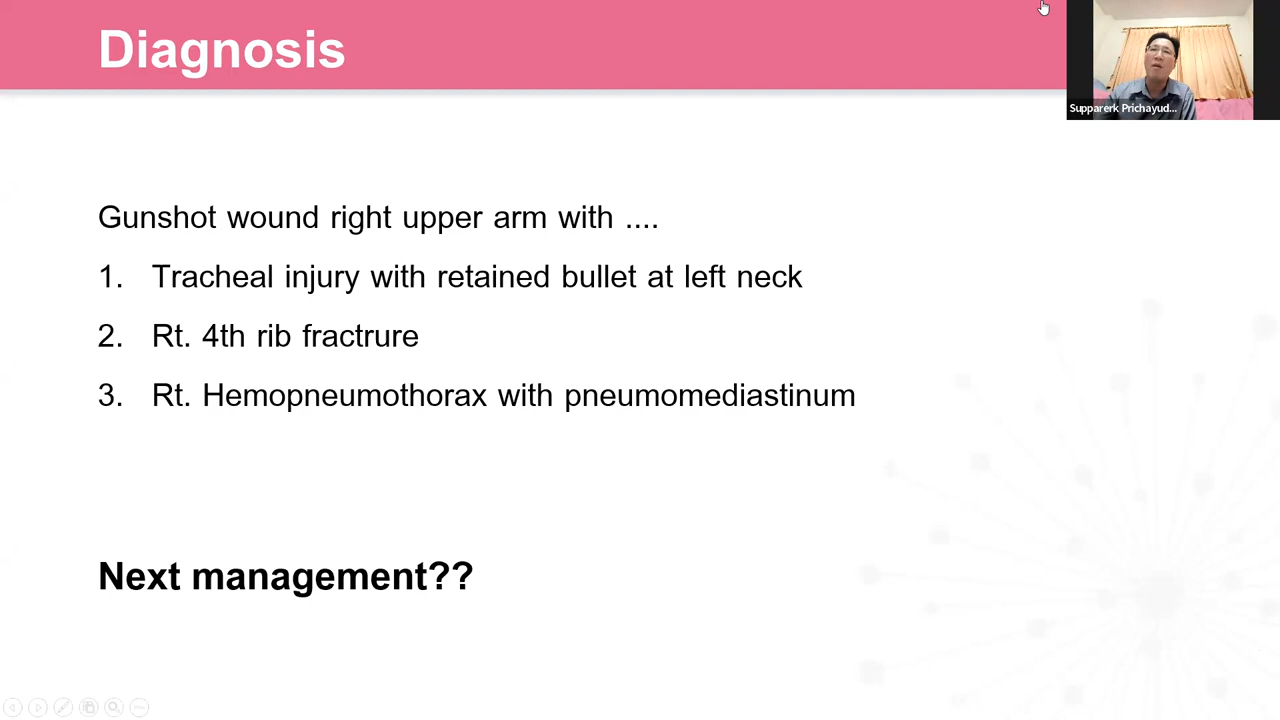 Diagnosis
Supparerk Prichayud...
Gunshot wound right upper arm with ....
1. Tracheal injury with retained bullet at left neck
2. Rt. 4th rib fractrure
3. Rt. Hemopneumothorax with pneumomediastinum
Next management??